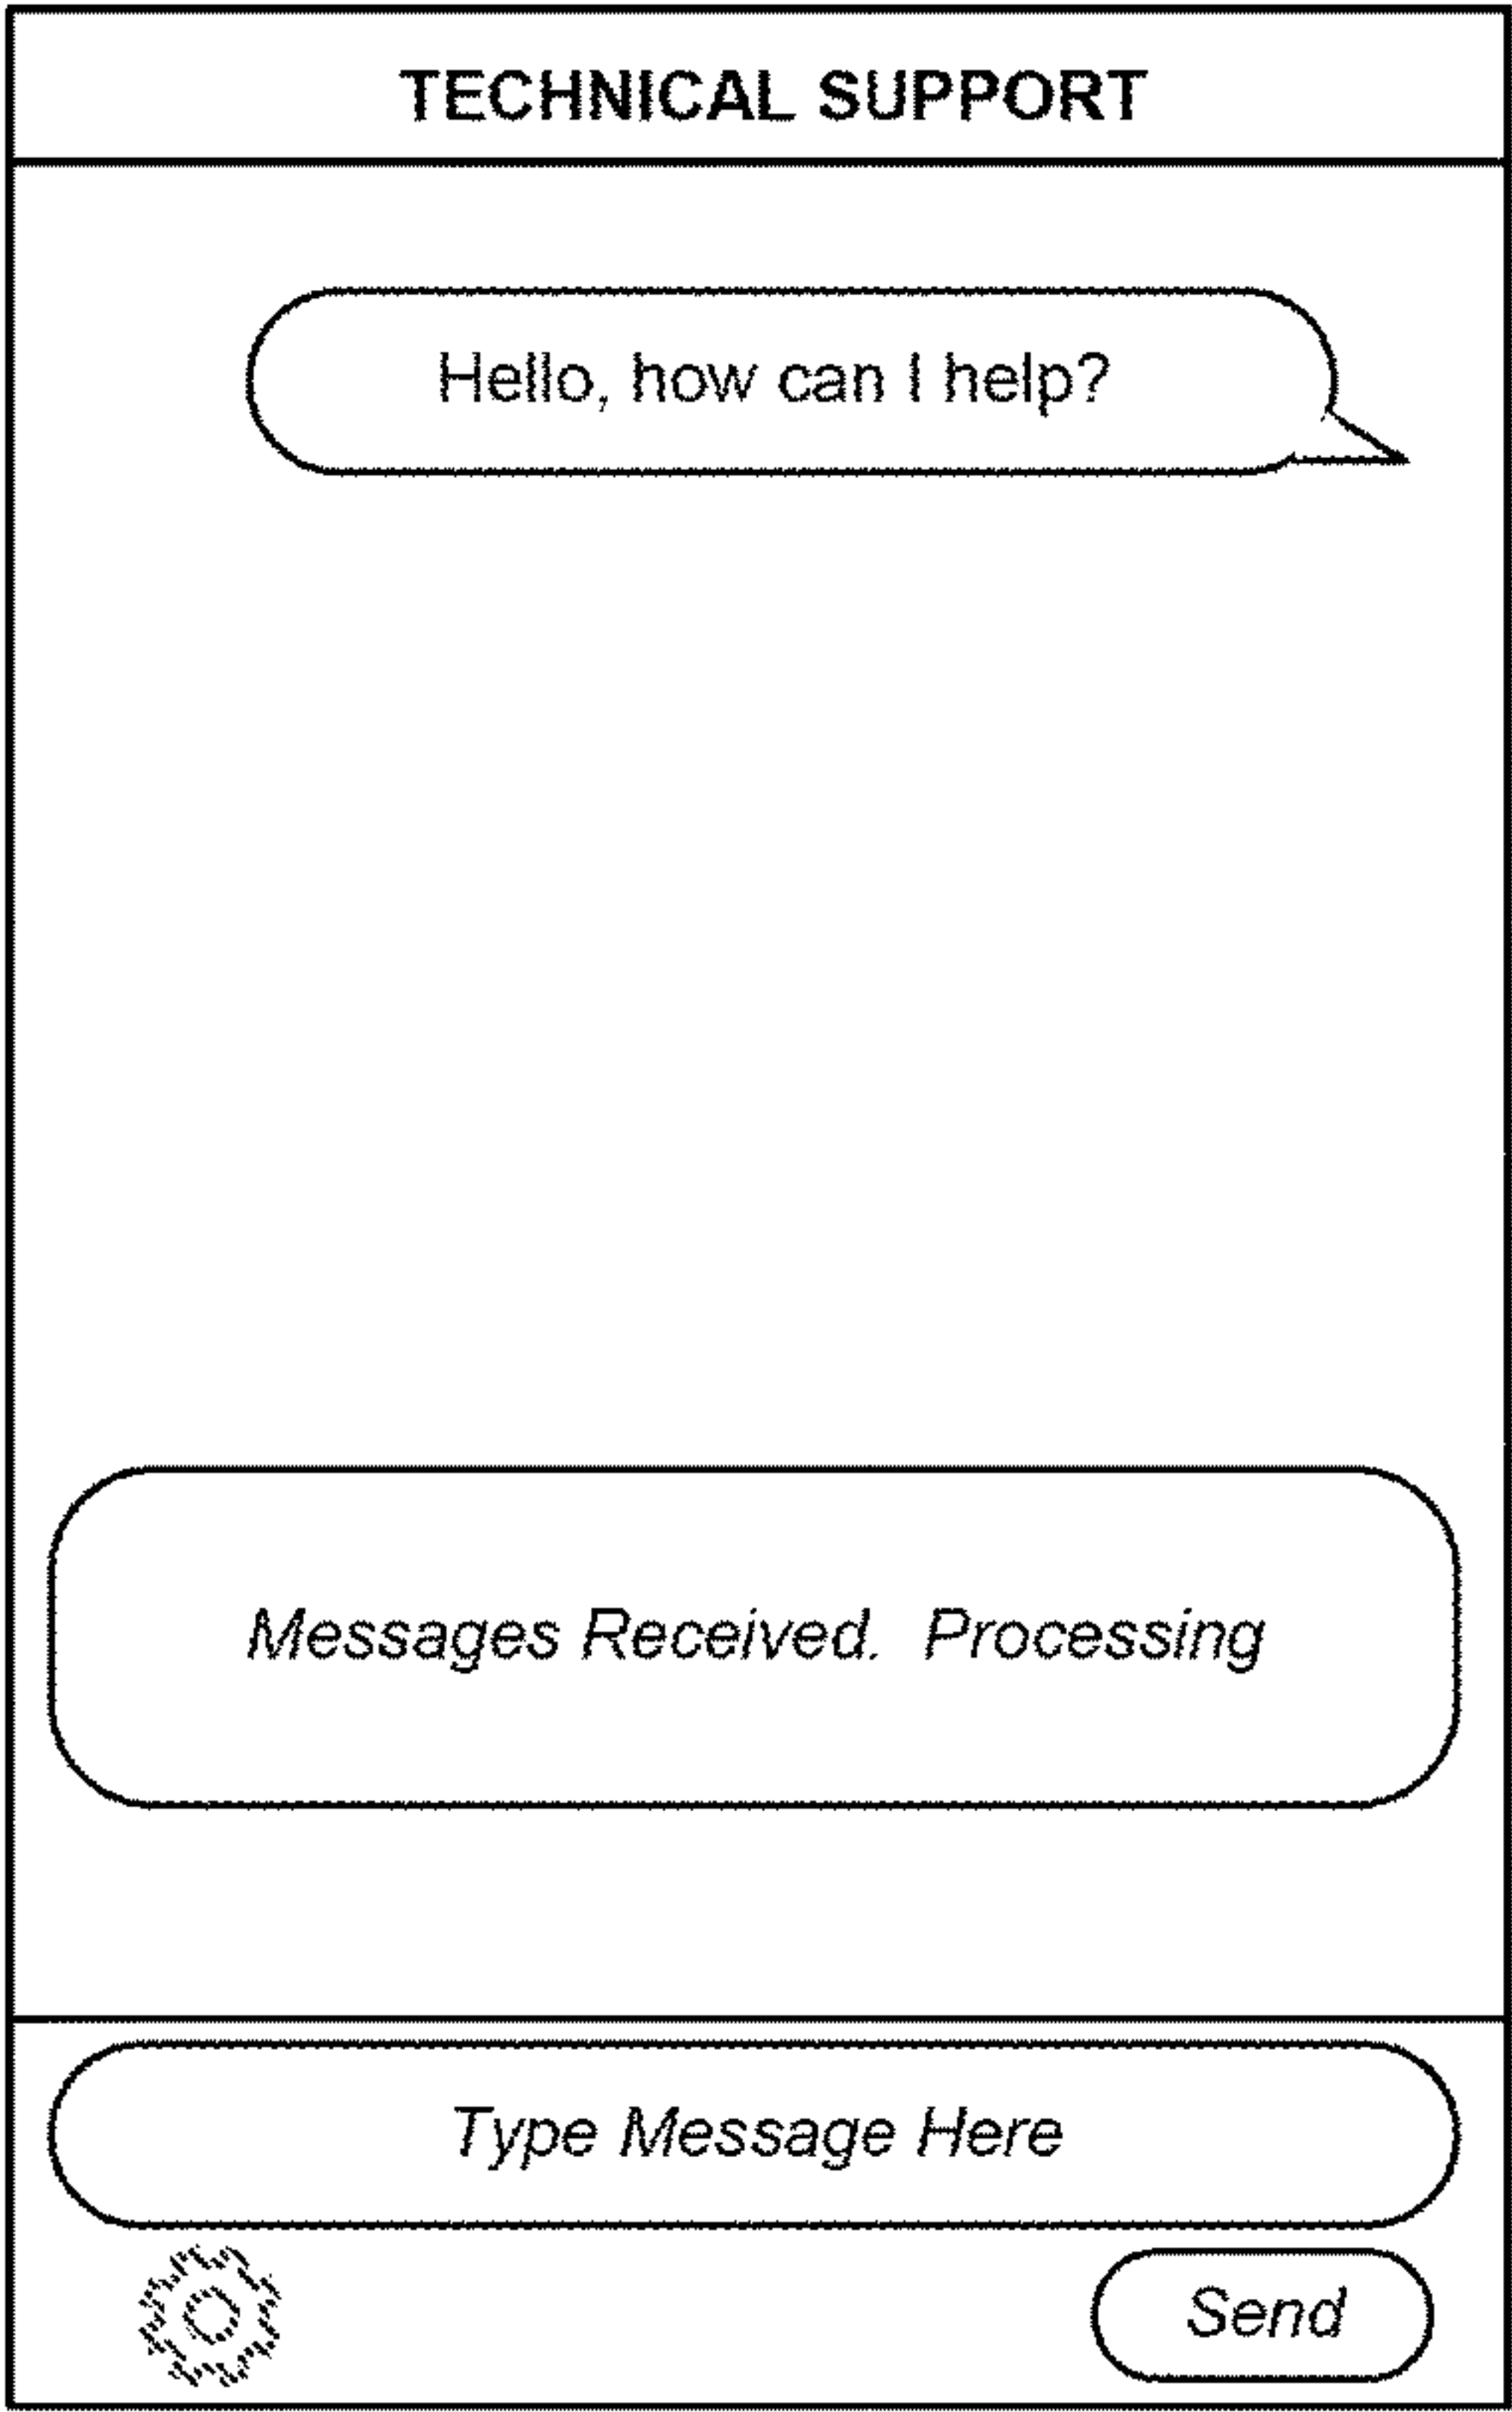 TECHNICAL SUPPORT
Hello, how can I help?
Messages Received.  Processing
Type Message Here
Send